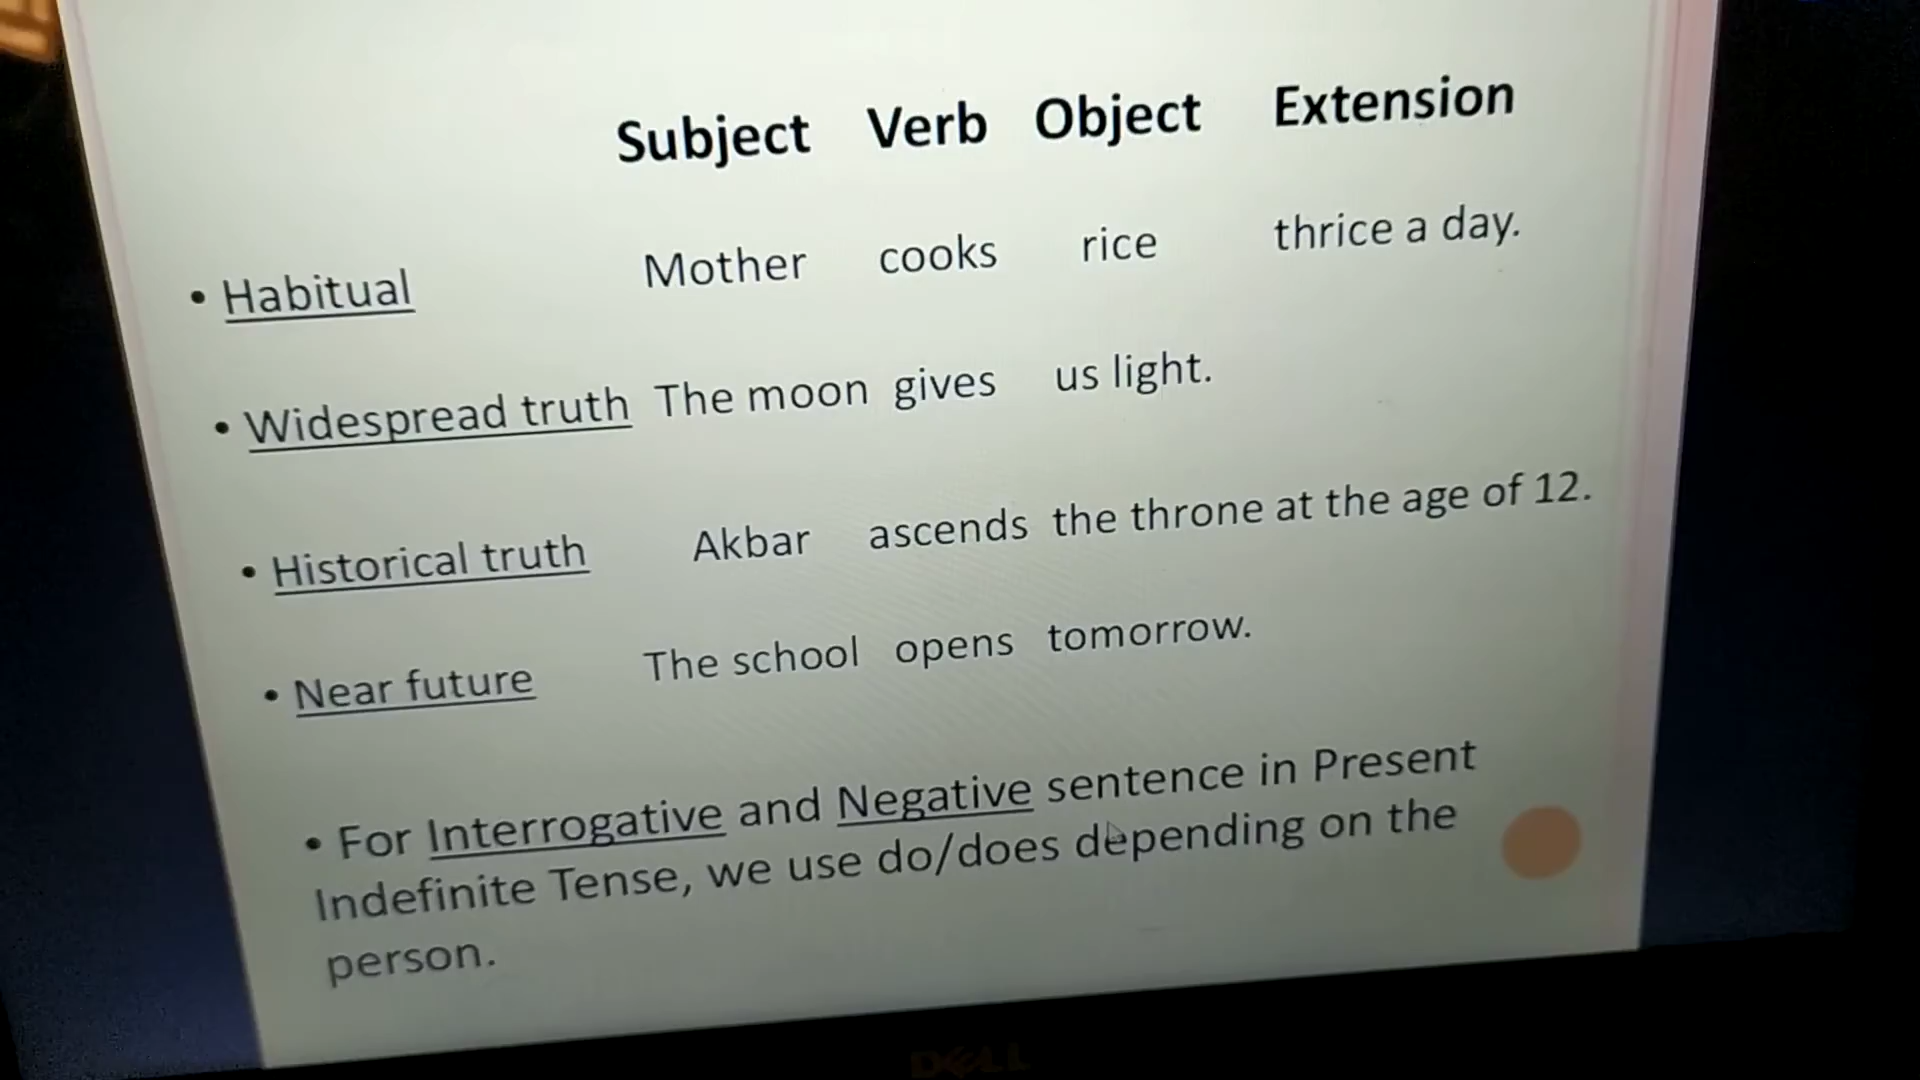 Subject Verb Object Extension
• Habitual Mother cooks rice thrice a day.
• Widespread truth The moon gives us light.
• Historical truth Akbar ascends the throne at the age of 12.
• Near future The school opens tomorrow.
• For Interrogative and Negative sentence in Present
Indefinite Tense, we use do/does depending on the
person.
DELL